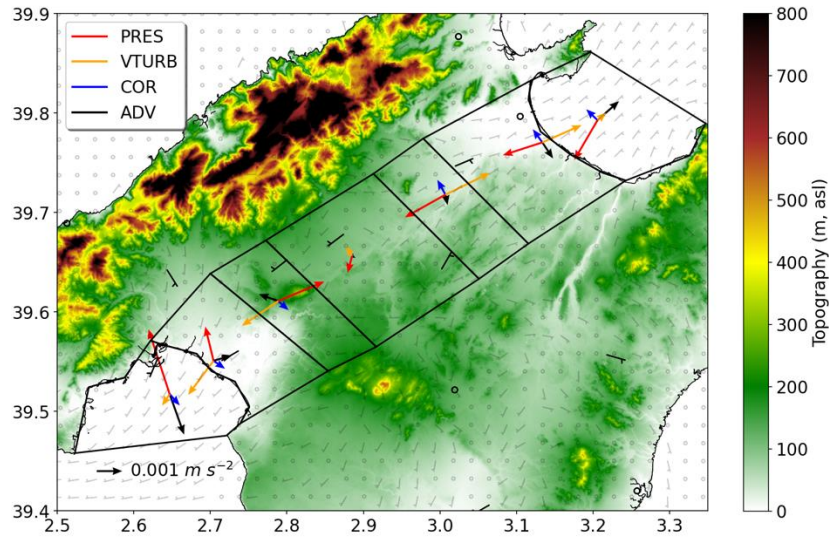 39.9
39.8
39.7
39.6
39.5
39.4
PRES
VTURB
COR
ADV
0.001 m s⁻²
2.5 2.6 2.7 2.8 2.9 3.0 3.1 3.2 3.3
800
700
600
500
400
300
200
100
0
Topography (m, asl)